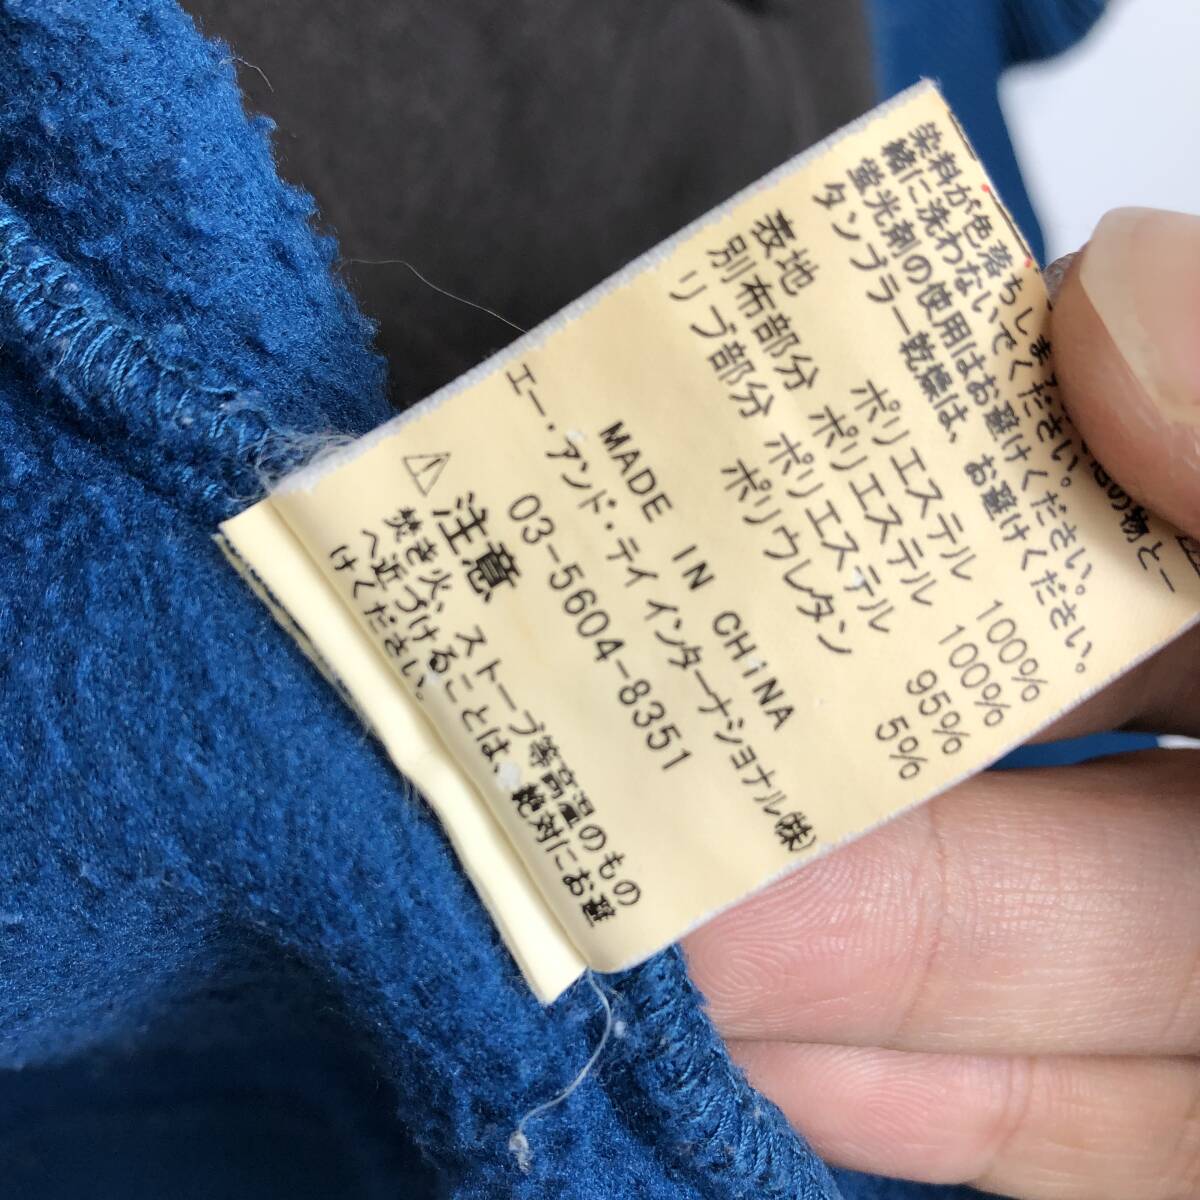 染料が色落ちしま
の物と一
緒に洗わないでください。
蛍光剤の使用はお避けください。
タンブラー乾燥は、お避けください。
表地 ポリエステル 100%
別布部分 ポリエステル 100%
リブ部分 ポリエステル 95%
ポリウレタン 5%
MADE IN CHiNA
エー・アンド・ディインターナショナル(株)
03-5604-8351
注意
焚き火、ストーブ等高温のもの
へ近づけることは、絶対にお避
けください。